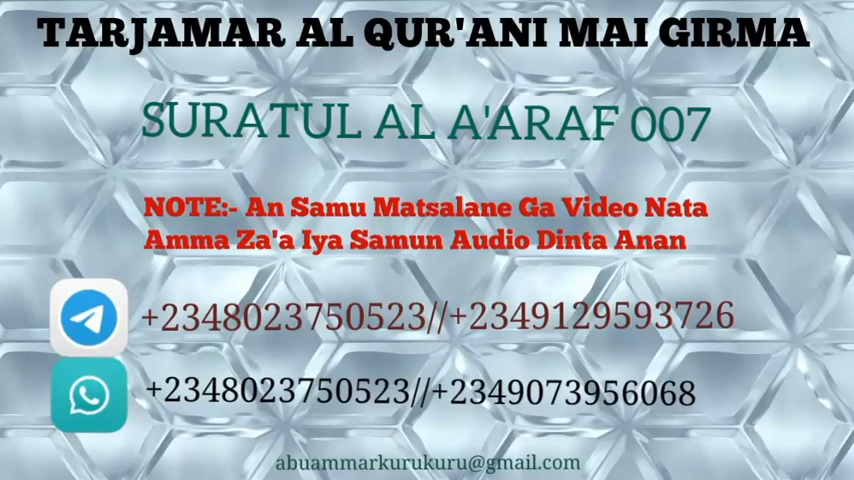 TARJAMAR AL QUR'ANI MAI GIRMA
SURATUL AL A'ARAF 007
NOTE:- An Samu Matsalane Ga Video Nata
Amma Za'a Iya Samun Audio Dinta Anan
+2348023750523//+2349129593726
+2348023750523//+2349073956068
abuammarkurukuru@gmail.com